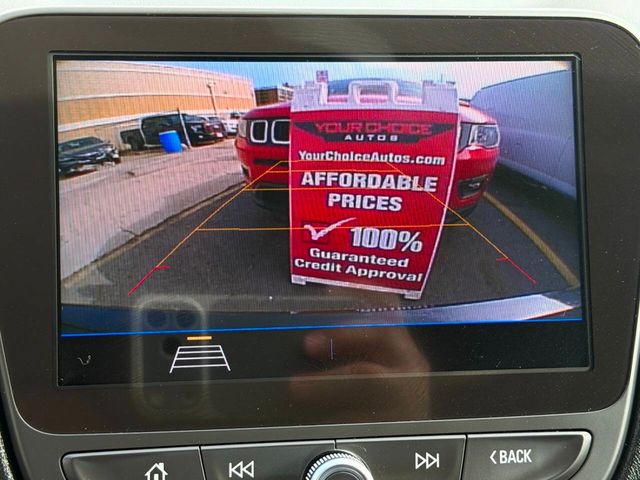 YOUR CHOICE
AUTOS
YourChoiceAutos.com
AFFORDABLE
PRICES
100%
Guaranteed
Credit Approval
BACK